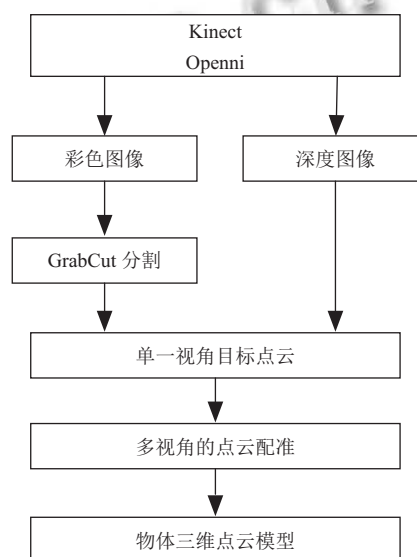 Kinect
Openni
彩色图像
深度图像
GrabCut 分割
单一视角目标点云
多视角的点云配准
物体三维点云模型